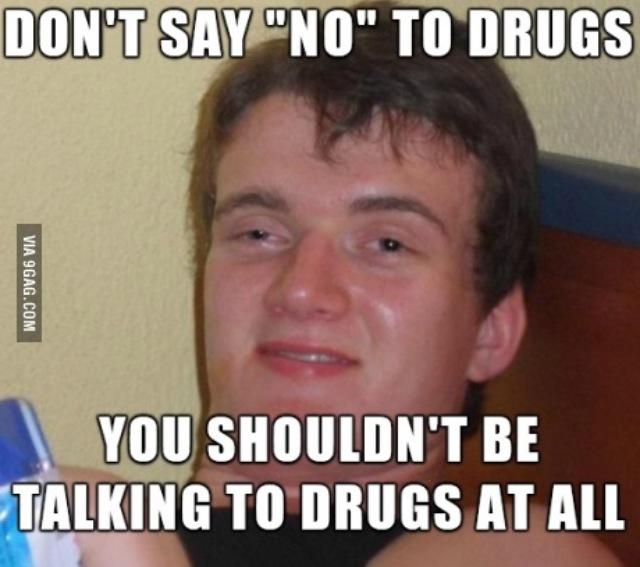 DON'T SAY "NO" TO DRUGS
VIA 9GAG.COM
YOU SHOULDN'T BE
TALKING TO DRUGS AT ALL